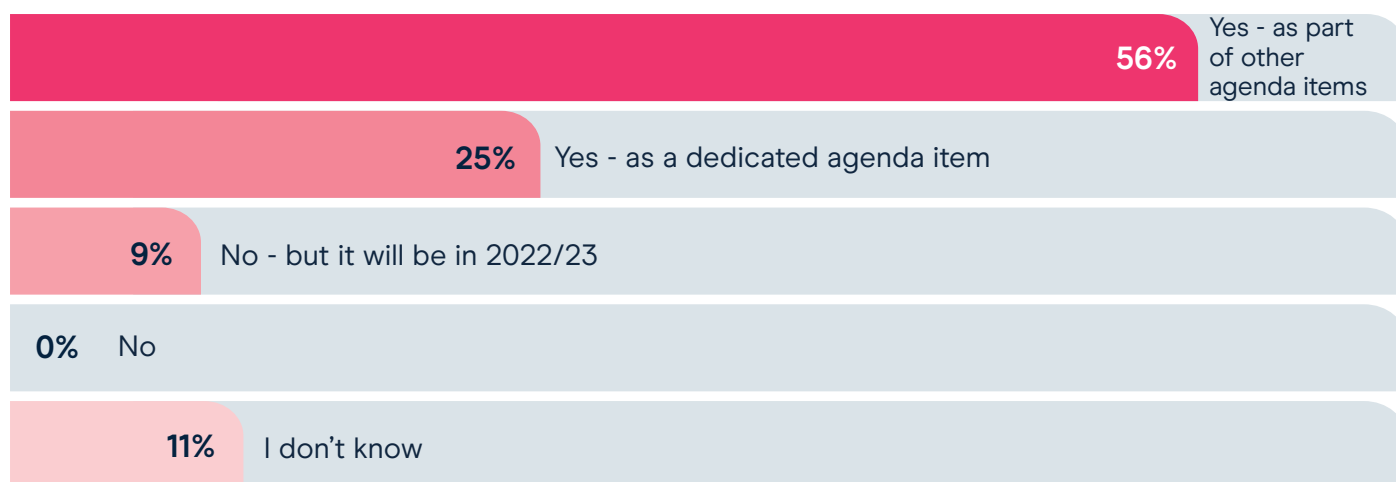 56%
Yes - as part
of other
agenda items
25% Yes - as a dedicated agenda item
9% No - but it will be in 2022/23
0% No
11% I don’t know